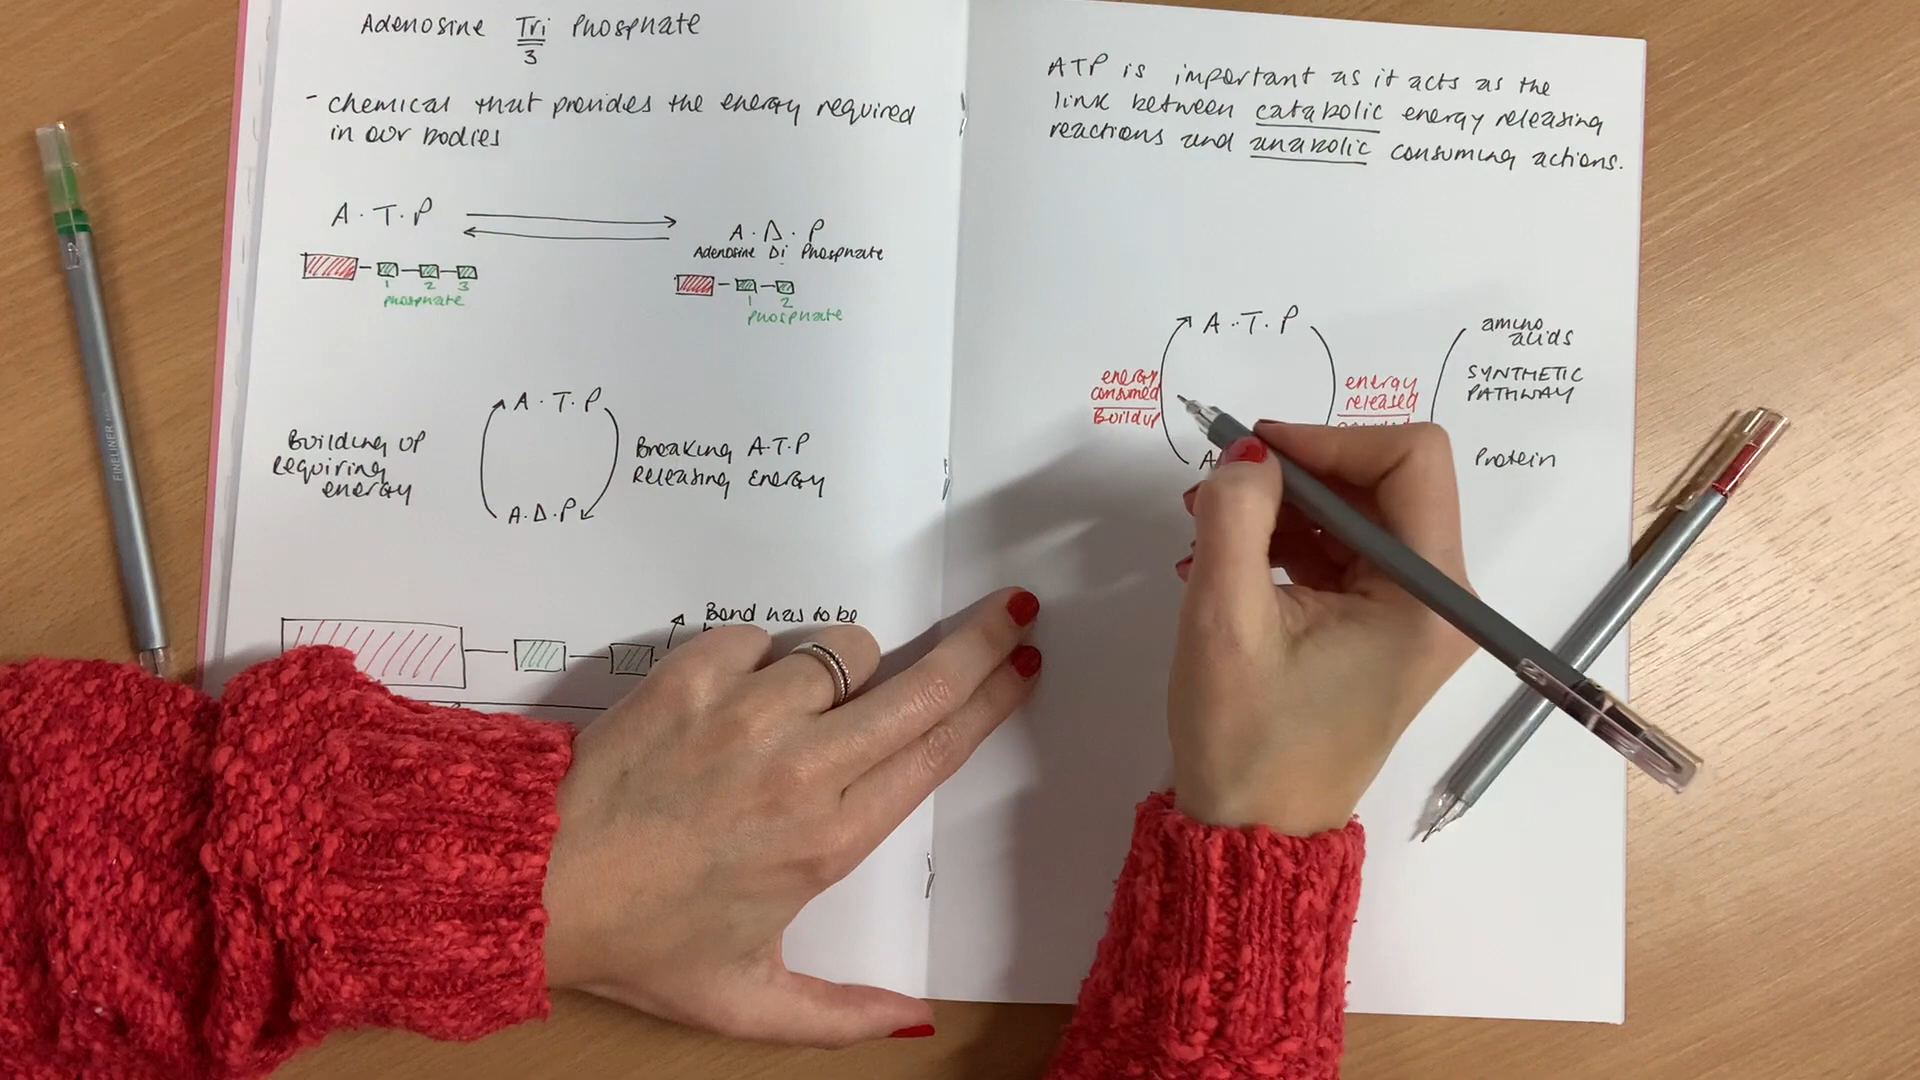 Adenosine Tri Phosphate
3
- chemical that provides the energy required
in our bodies
A.T.P
A.D.P
Adenosine Di Phosphate
1 2 3
phosphate
1 2
phosphate
A.T.P
Building up
requiring
energy
Breaking A.T.P
Releasing Energy
A.D.P
Bond has to be
ATP is important as it acts as the
link between catabolic energy releasing
reactions and anabolic consuming actions.
A.T.P
energy
consumed
Buildup
energy
released
A
amino
acids
SYNTHETIC
PATHWAY
Protein
FINELINER